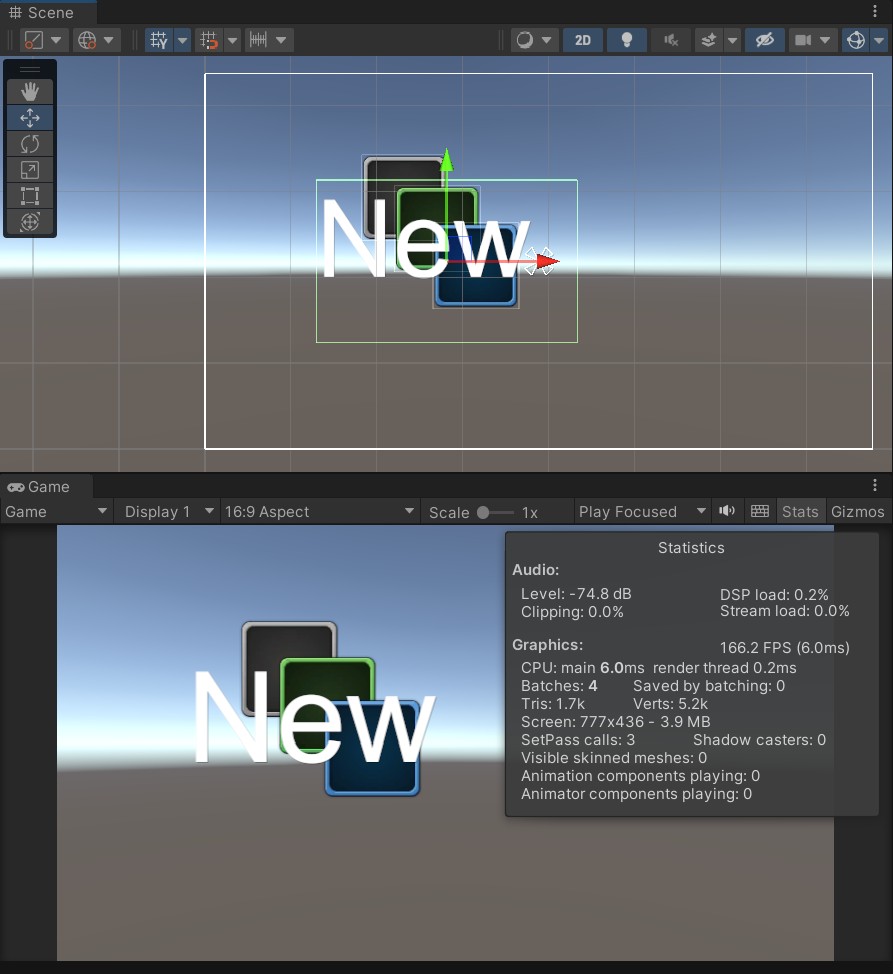 Scene
2D
New
Game
Game Display 1 16:9 Aspect Scale 1x Play Focused Stats Gizmos
Statistics
Audio:
Level: -74.8 dB DSP load: 0.2%
Clipping: 0.0% Stream load: 0.0%
Graphics: 166.2 FPS (6.0ms)
CPU: main 6.0ms render thread 0.2ms
Batches: 4 Saved by batching: 0
Tris: 1.7k Verts: 5.2k
Screen: 777x436 - 3.9 MB
SetPass calls: 3 Shadow casters: 0
Visible skinned meshes: 0
Animation components playing: 0
Animator components playing: 0
New